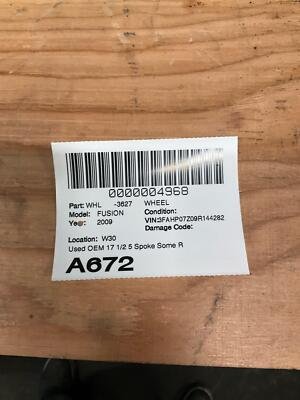 0000004968
Part: WHL -3627 WHEEL
Model: FUSION Condition:
Year: 2009 VIN:3FAHP07Z09R144282
Damage Code:
Location: W30
Used OEM 17 1/2 5 Spoke Some R
A672